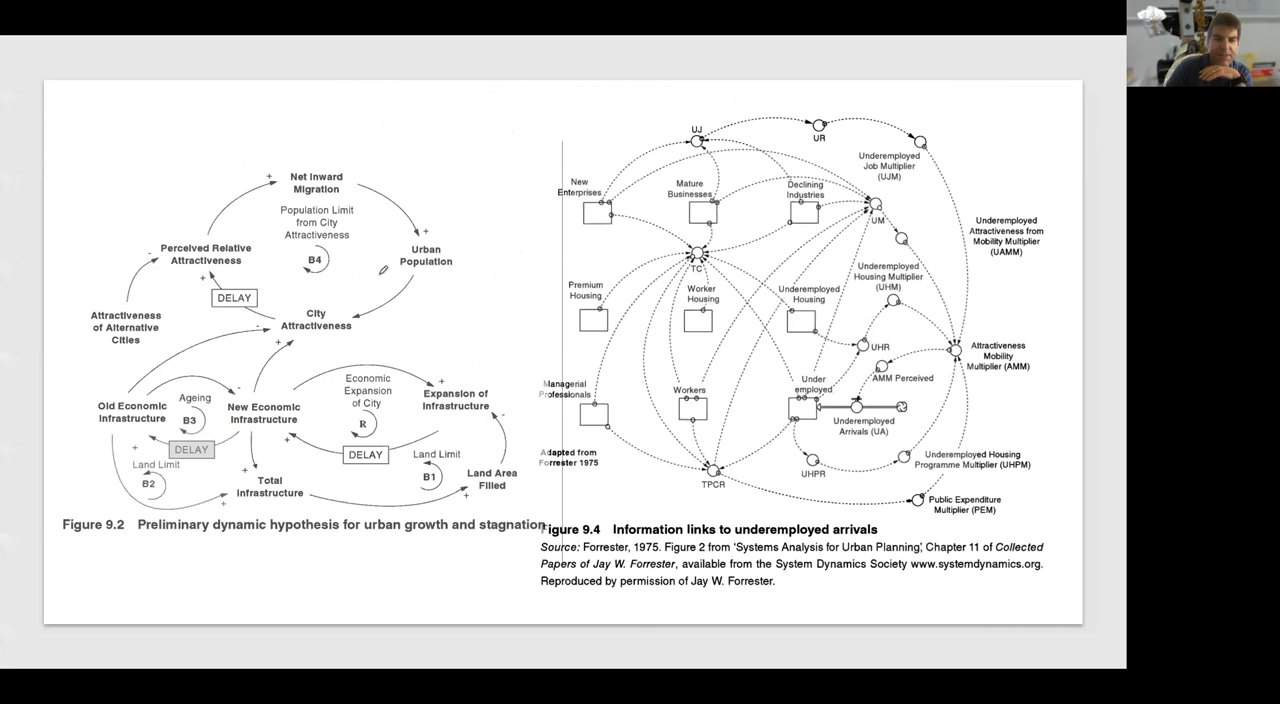 Net Inward
Migration
+
Population Limit
from City
Attractiveness
B4
-
Perceived Relative
Attractiveness
+
Urban
Population
+
DELAY
Attractiveness
of Alternative
Cities
City
Attractiveness
-
+
Old Economic
Infrastructure
Ageing
B3
-
New Economic
Infrastructure
Economic
Expansion
of City
R
+
Expansion of
Infrastructure
-
+
DELAY
+
DELAY
Land Limit
B2
Land Limit
B1
+
Total
Infrastructure
+
Land Area
Filled
+
Figure 9.2 Preliminary dynamic hypothesis for urban growth and stagnation
UJ
UR
Underemployed
Job Multiplier
(UJM)
New
Enterprises
Mature
Businesses
Declining
Industries
UM
Underemployed
Attractiveness from
Mobility Multiplier
(UAMM)
TC
Underemployed
Housing Multiplier
(UHM)
Premium
Housing
Worker
Housing
Underemployed
Housing
UHR
Attractiveness
Mobility
Multiplier (AMM)
AMM Perceived
Managerial
Professionals
Workers
Under
employed
Underemployed
Arrivals (UA)
Adapted from
Forrester 1975
TPCR
UHPR
Underemployed Housing
Programme Multiplier (UHPM)
Public Expenditure
Multiplier (PEM)
Figure 9.4 Information links to underemployed arrivals
Source: Forrester, 1975. Figure 2 from 'Systems Analysis for Urban Planning', Chapter 11 of Collected
Papers of Jay W. Forrester, available from the System Dynamics Society www.systemdynamics.org.
Reproduced by permission of Jay W. Forrester.